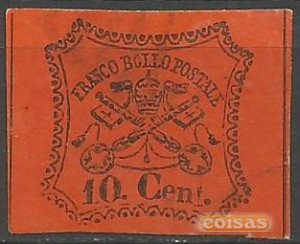 FRANCO BOLLO POSTALE
10. Cent.
coisas